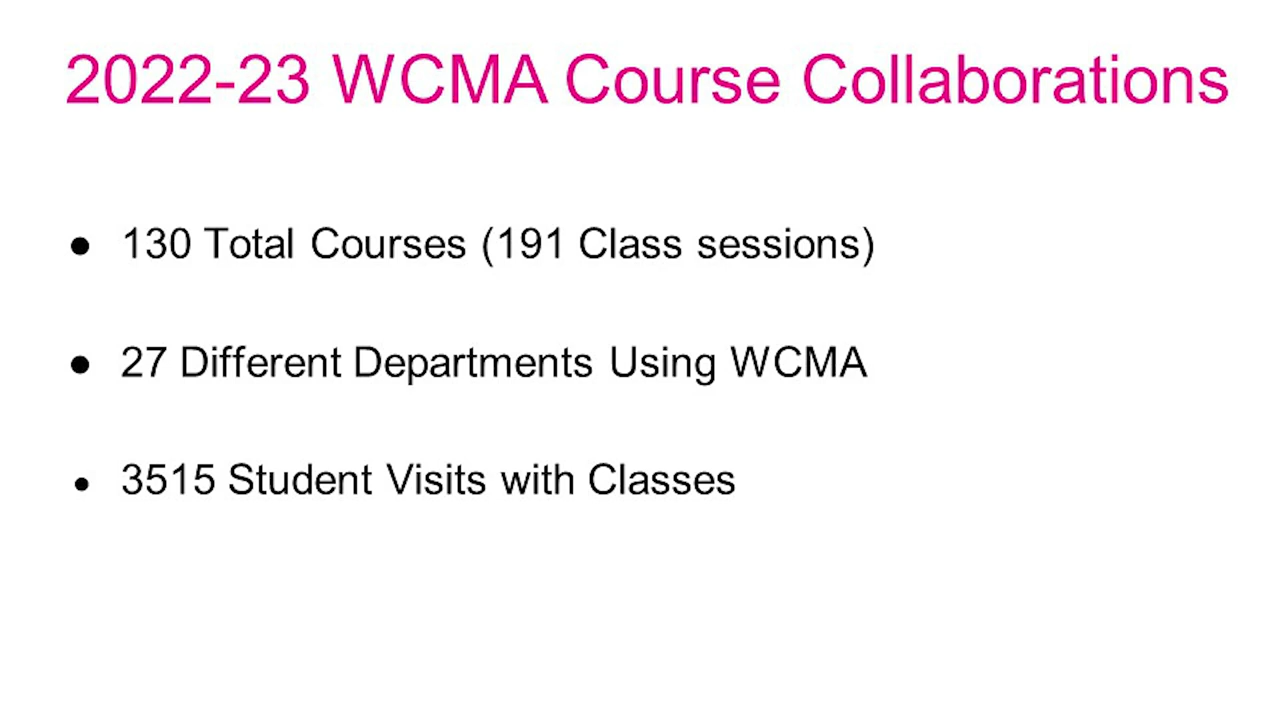 2022-23 WCMA Course Collaborations
● 130 Total Courses (191 Class sessions)
● 27 Different Departments Using WCMA
● 3515 Student Visits with Classes